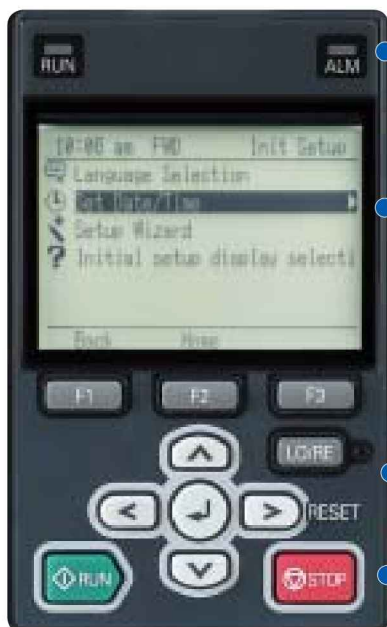 RUN ALM
10:06 am FWD Init Setup
Language Selection
Set Date/Time
Setup Wizard
Initial setup display selecti
Back Home
F1 F2 F3
LO/RE
RESET
RUN STOP